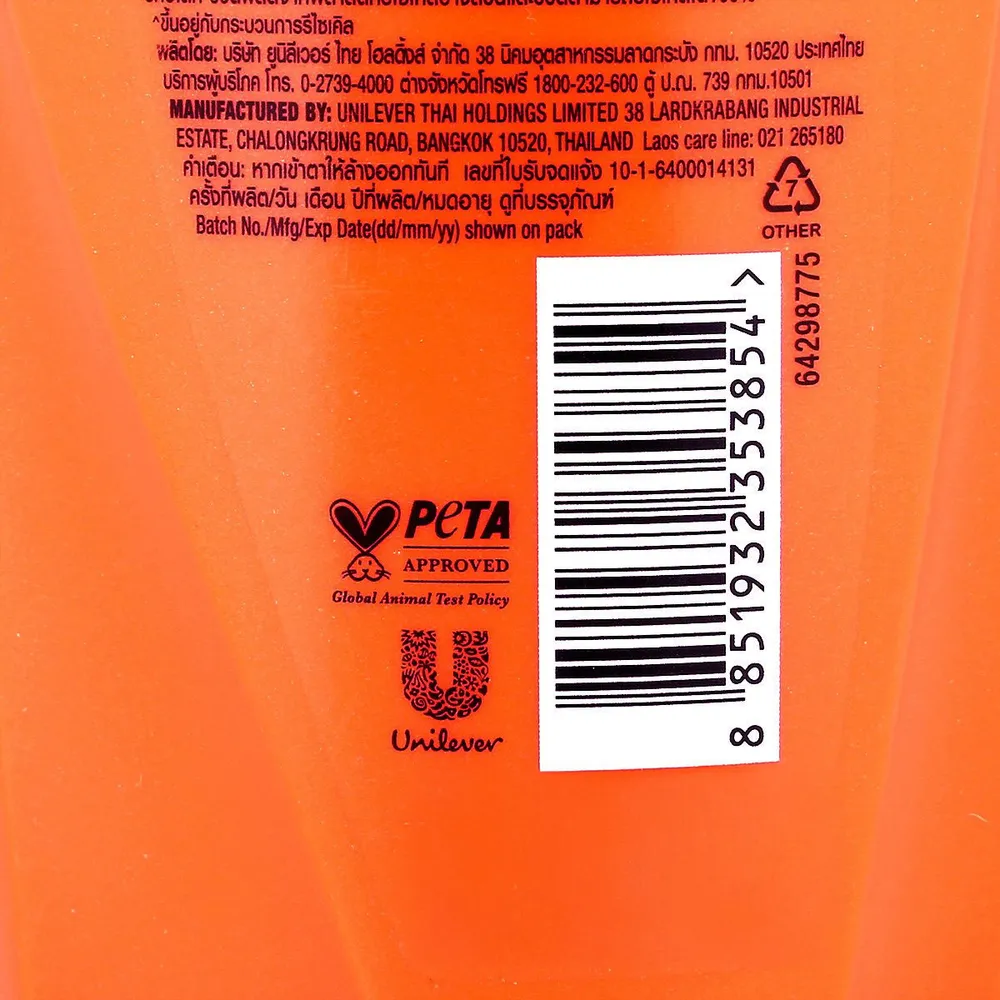 ^ขึ้นอยู่กับกระบวนการรีไซเคิล
ผลิตโดย: บริษัท ยูนิลีเวอร์ ไทย โฮลดิ้งส์ จำกัด 38 นิคมอุตสาหกรรมลาดกระบัง กทม. 10520 ประเทศไทย
บริการผู้บริโภค โทร. 0-2739-4000 ต่างจังหวัดโทรฟรี 1800-232-600 ตู้ ป.ณ. 739 กทม.10501
MANUFACTURED BY: UNILEVER THAI HOLDINGS LIMITED 38 LARDKRABANG INDUSTRIAL
ESTATE, CHALONGKRUNG ROAD, BANGKOK 10520, THAILAND Laos care line: 021 265180
คำเตือน: หากเข้าตาให้ล้างออกทันที เลขที่ใบรับจดแจ้ง 10-1-6400014131
ครั้งที่ผลิต/วัน เดือน ปีที่ผลิต/หมดอายุ ดูที่บรรจุภัณฑ์
Batch No./Mfg/Exp Date(dd/mm/yy) shown on pack
7
OTHER
64298775
8 851932 353854 >
PETA
APPROVED
Global Animal Test Policy
Unilever